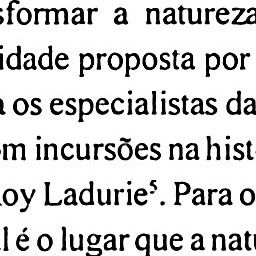 sformar a natureza
idade proposta por
a os especialistas da
m incursões na hist
oy Ladurie⁵. Para o
l é o lugar que a natu